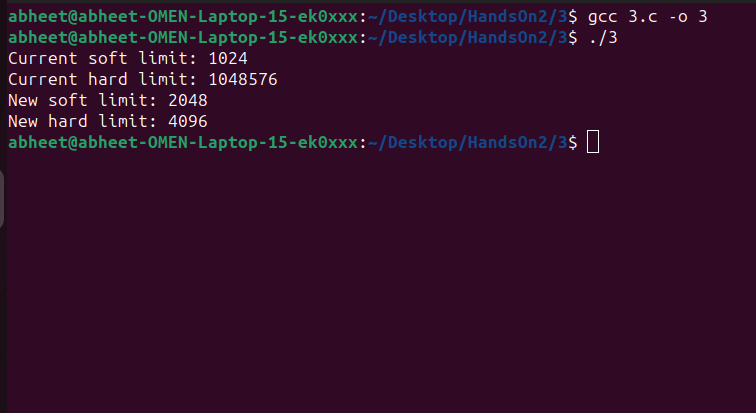 abheet@abheet-OMEN-Laptop-15-ek0xxx:~/Desktop/HandsOn2/3$ gcc 3.c -o 3
abheet@abheet-OMEN-Laptop-15-ek0xxx:~/Desktop/HandsOn2/3$ ./3
Current soft limit: 1024
Current hard limit: 1048576
New soft limit: 2048
New hard limit: 4096
abheet@abheet-OMEN-Laptop-15-ek0xxx:~/Desktop/HandsOn2/3$